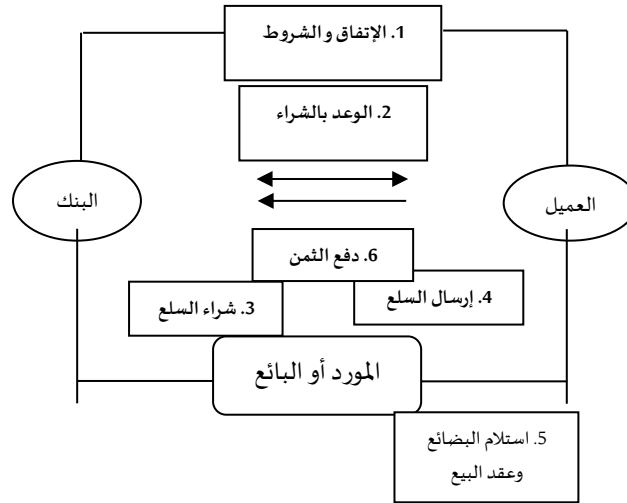 1. الإتفاق والشروط
2. الوعد بالشراء
البنك
العميل
6. دفع الثمن
4. إرسال السلع
3. شراء السلع
المورد أو البائع
5. استلام البضائع
وعقد البيع